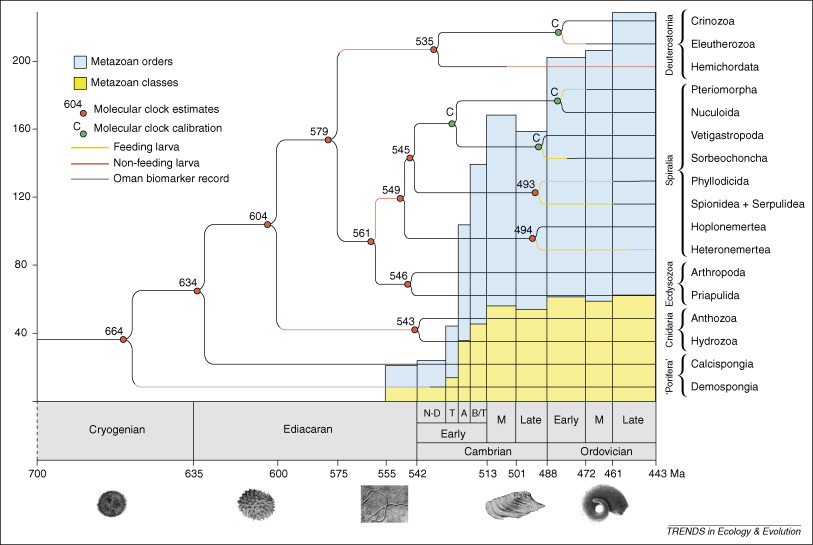 220
160
120
80
40
Metazoan orders
Metazoan classes
604
Molecular clock estimates
C
Molecular clock calibration
Feeding larva
Non-feeding larva
Oman biomarker record
664
634
604
579
561
549
545
546
543
535
493
494
C
C
C
C
Crinozoa
Eleutherozoa
Hemichordata
Pteriomorpha
Nuculoida
Vetigastropoda
Sorbeochoncha
Phyllodicida
Spionidea + Serpulidea
Hoplonemertea
Heteronemertea
Arthropoda
Priapulida
Anthozoa
Hydrozoa
Calcispongia
Demospongia
Deuterostomia
Spiralia
Ecdysozoa
Cnidaria
'Porifera'
Cryogenian
Ediacaran
N-D
T
A
B/T
Early
M
Late
Early
M
Late
Cambrian
Ordovician
700
635
600
575
555
542
513
501
488
472
461
443 Ma
TRENDS in Ecology & Evolution